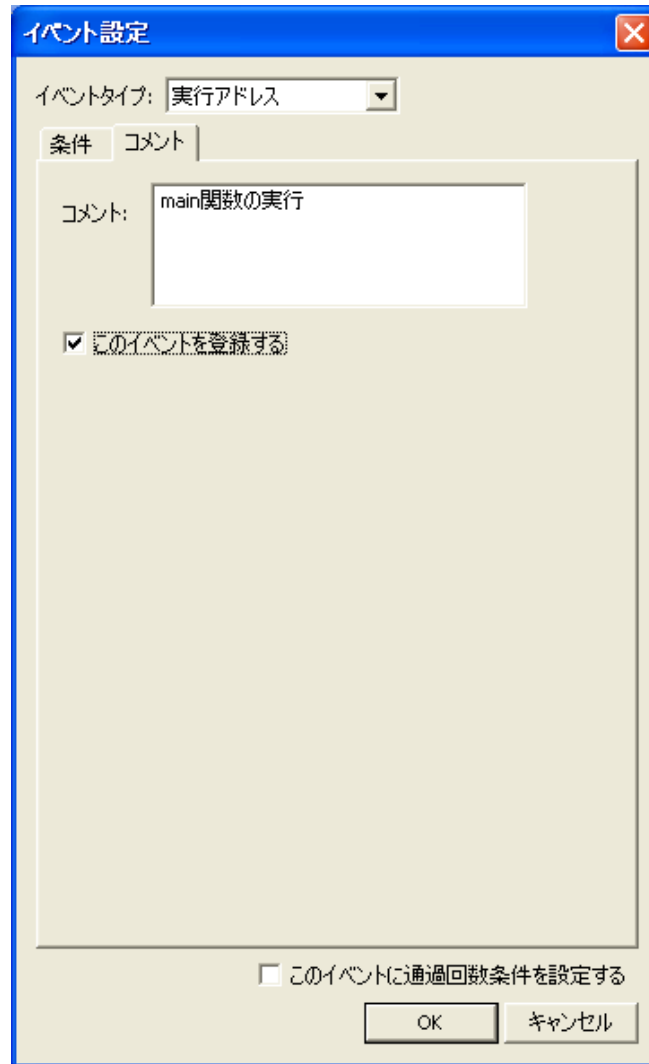 イベント設定
イベントタイプ: 実行アドレス
条件 コメント
コメント: main関数の実行
このイベントを登録する
このイベントに通過回数条件を設定する
OK キャンセル